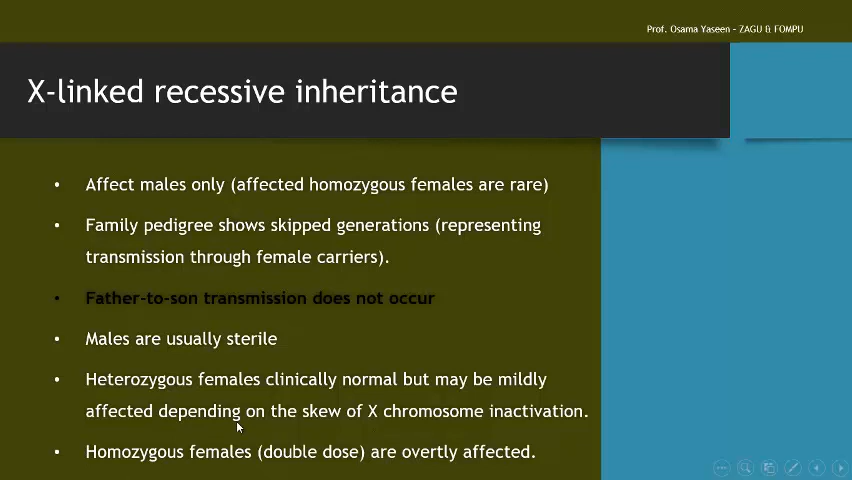 Prof. Osama Yaseen – ZAGU & FOMPU
X-linked recessive inheritance
• Affect males only (affected homozygous females are rare)
• Family pedigree shows skipped generations (representing
transmission through female carriers).
• Father-to-son transmission does not occur
• Males are usually sterile
• Heterozygous females clinically normal but may be mildly
affected depending on the skew of X chromosome inactivation.
• Homozygous females (double dose) are overtly affected.